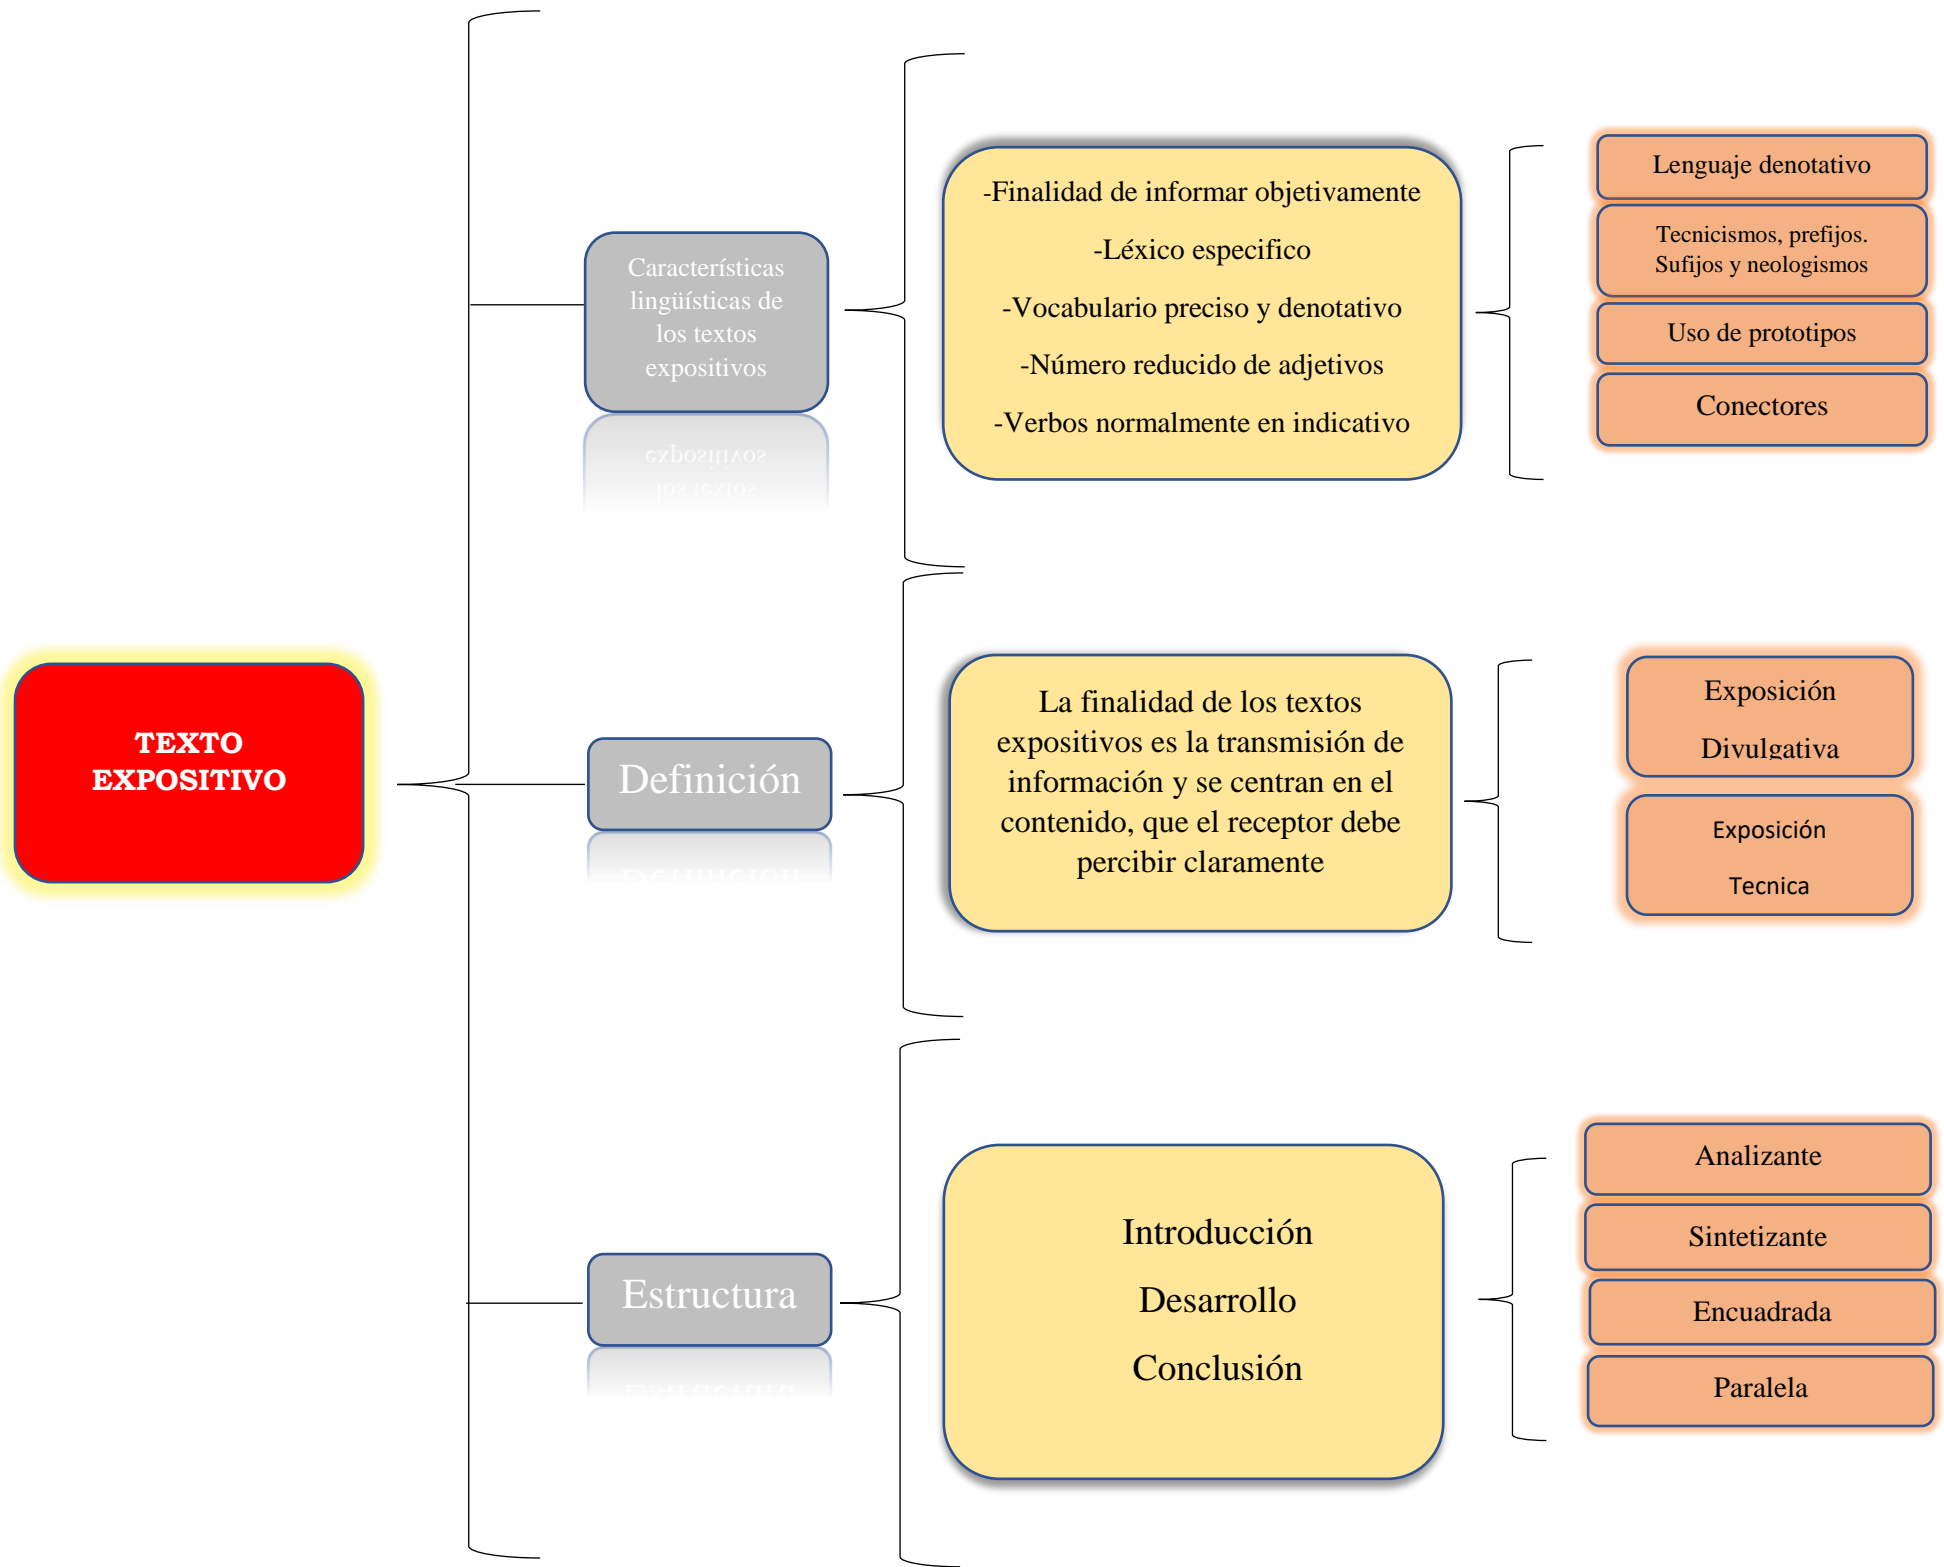 TEXTO
EXPOSITIVO
Características
lingüísticas de
los textos
expositivos
-Finalidad de informar objetivamente
-Léxico especifico
-Vocabulario preciso y denotativo
-Número reducido de adjetivos
-Verbos normalmente en indicativo
Lenguaje denotativo
Tecnicismos, prefijos.
Sufijos y neologismos
Uso de prototipos
Conectores
Definición
La finalidad de los textos
expositivos es la transmisión de
información y se centran en el
contenido, que el receptor debe
percibir claramente
Exposición
Divulgativa
Exposición
Tecnica
Estructura
Introducción
Desarrollo
Conclusión
Analizante
Sintetizante
Encuadrada
Paralela